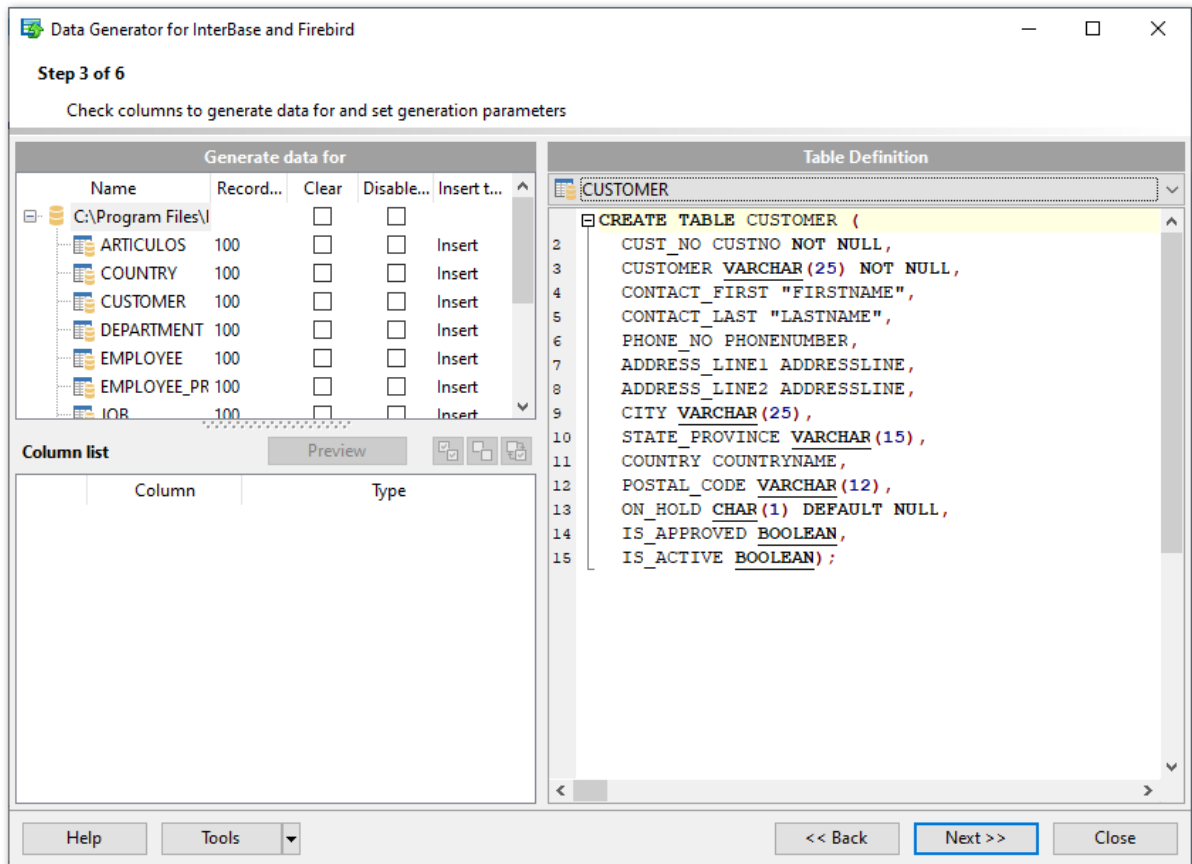 Data Generator for InterBase and Firebird
Step 3 of 6
Check columns to generate data for and set generation parameters
Generate data for
Name Record... Clear Disable... Insert t...
C:\Program Files\
ARTICULOS 100 Insert
COUNTRY 100 Insert
CUSTOMER 100 Insert
DEPARTMENT 100 Insert
EMPLOYEE 100 Insert
EMPLOYEE_PR 100 Insert
JOB 100 Insert
Column list Preview
Column Type
Table Definition
CUSTOMER
CREATE TABLE CUSTOMER (
2 CUST_NO CUSTNO NOT NULL,
3 CUSTOMER VARCHAR(25) NOT NULL,
4 CONTACT_FIRST "FIRSTNAME",
5 CONTACT_LAST "LASTNAME",
6 PHONE_NO PHONENUMBER,
7 ADDRESS_LINE1 ADDRESSLINE,
8 ADDRESS_LINE2 ADDRESSLINE,
9 CITY VARCHAR(25),
10 STATE_PROVINCE VARCHAR(15),
11 COUNTRY COUNTRYNAME,
12 POSTAL_CODE VARCHAR(12),
13 ON_HOLD CHAR(1) DEFAULT NULL,
14 IS_APPROVED BOOLEAN,
15 IS_ACTIVE BOOLEAN);
Help Tools << Back Next >> Close